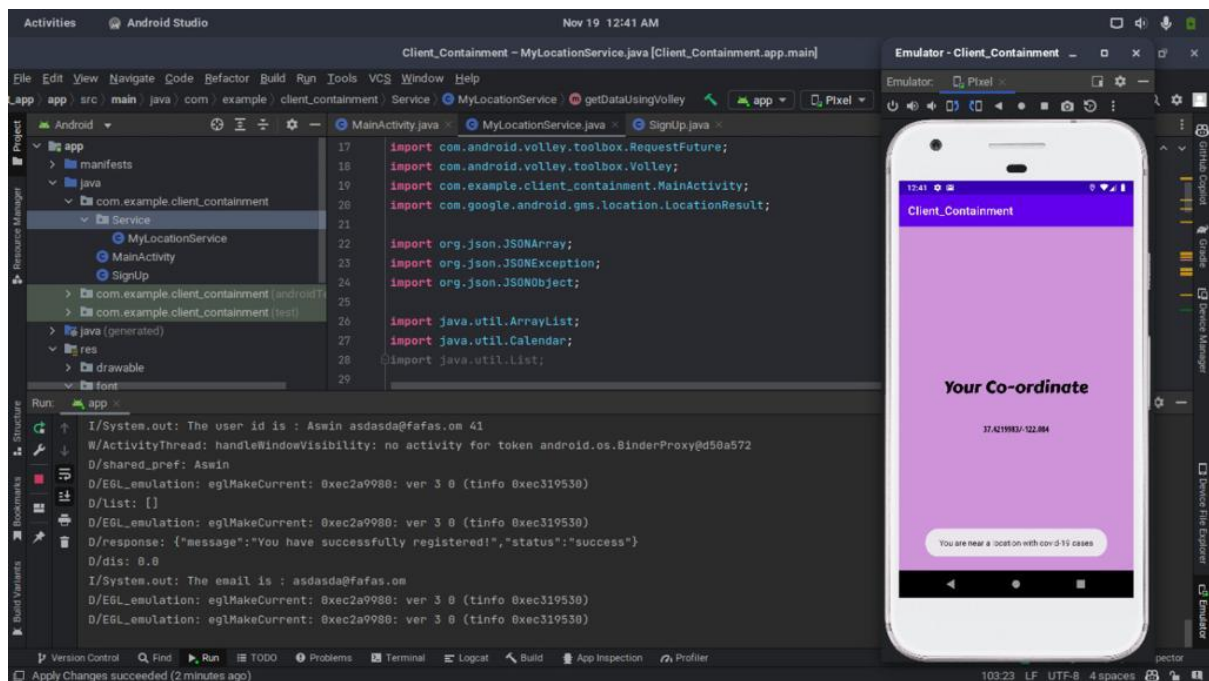 Activities Android Studio Nov 19 12:41 AM
Client_Containment – MyLocationService.java [Client_Containment.app.main]
Emulator - Client_Containment
File Edit View Navigate Code Refactor Build Run Tools VCS Window Help
Emulator: Pixel
t_app app src main java com example client_containment Service MyLocationService getDataUsingVolley app Pixel
Android
MainActivity.java MyLocationService.java SignUp.java
app
manifests
java
com.example.client_containment
Service
MyLocationService
MainActivity
SignUp
com.example.client_containment (androidTe
com.example.client_containment (test)
java (generated)
res
drawable
font
17 import com.android.volley.toolbox.RequestFuture;
18 import com.android.volley.toolbox.Volley;
19 import com.example.client_containment.MainActivity;
20 import com.google.android.gms.location.LocationResult;
21
22 import org.json.JSONArray;
23 import org.json.JSONException;
24 import org.json.JSONObject;
25
26 import java.util.ArrayList;
27 import java.util.Calendar;
28 import java.util.List;
29
Run: app
I/System.out: The user id is : Aswin asdasda@fafas.om 41
W/ActivityThread: handleWindowVisibility: no activity for token android.os.BinderProxy@d50a572
D/shared_pref: Aswin
D/EGL_emulation: eglMakeCurrent: 0xec2a9980: ver 3 0 (tinfo 0xec319530)
D/list: []
D/EGL_emulation: eglMakeCurrent: 0xec2a9980: ver 3 0 (tinfo 0xec319530)
D/response: {"message":"You have successfully registered!","status":"success"}
D/dis: 0.0
I/System.out: The email is : asdasda@fafas.om
D/EGL_emulation: eglMakeCurrent: 0xec2a9980: ver 3 0 (tinfo 0xec319530)
D/EGL_emulation: eglMakeCurrent: 0xec2a9980: ver 3 0 (tinfo 0xec319530)
12:41
Client_Containment
Your Co-ordinate
37.4219983/-122.084
You are near a location with covid-19 cases
Project
Resource Manager
Structure
Bookmarks
Build Variants
GitHub Copilot
Gradle
Device Manager
Device File Explorer
Emulator
Version Control Find Run TODO Problems Terminal Logcat Build App Inspection Profiler pector
Apply Changes succeeded (2 minutes ago) 103:23 LF UTF-8 4 spaces